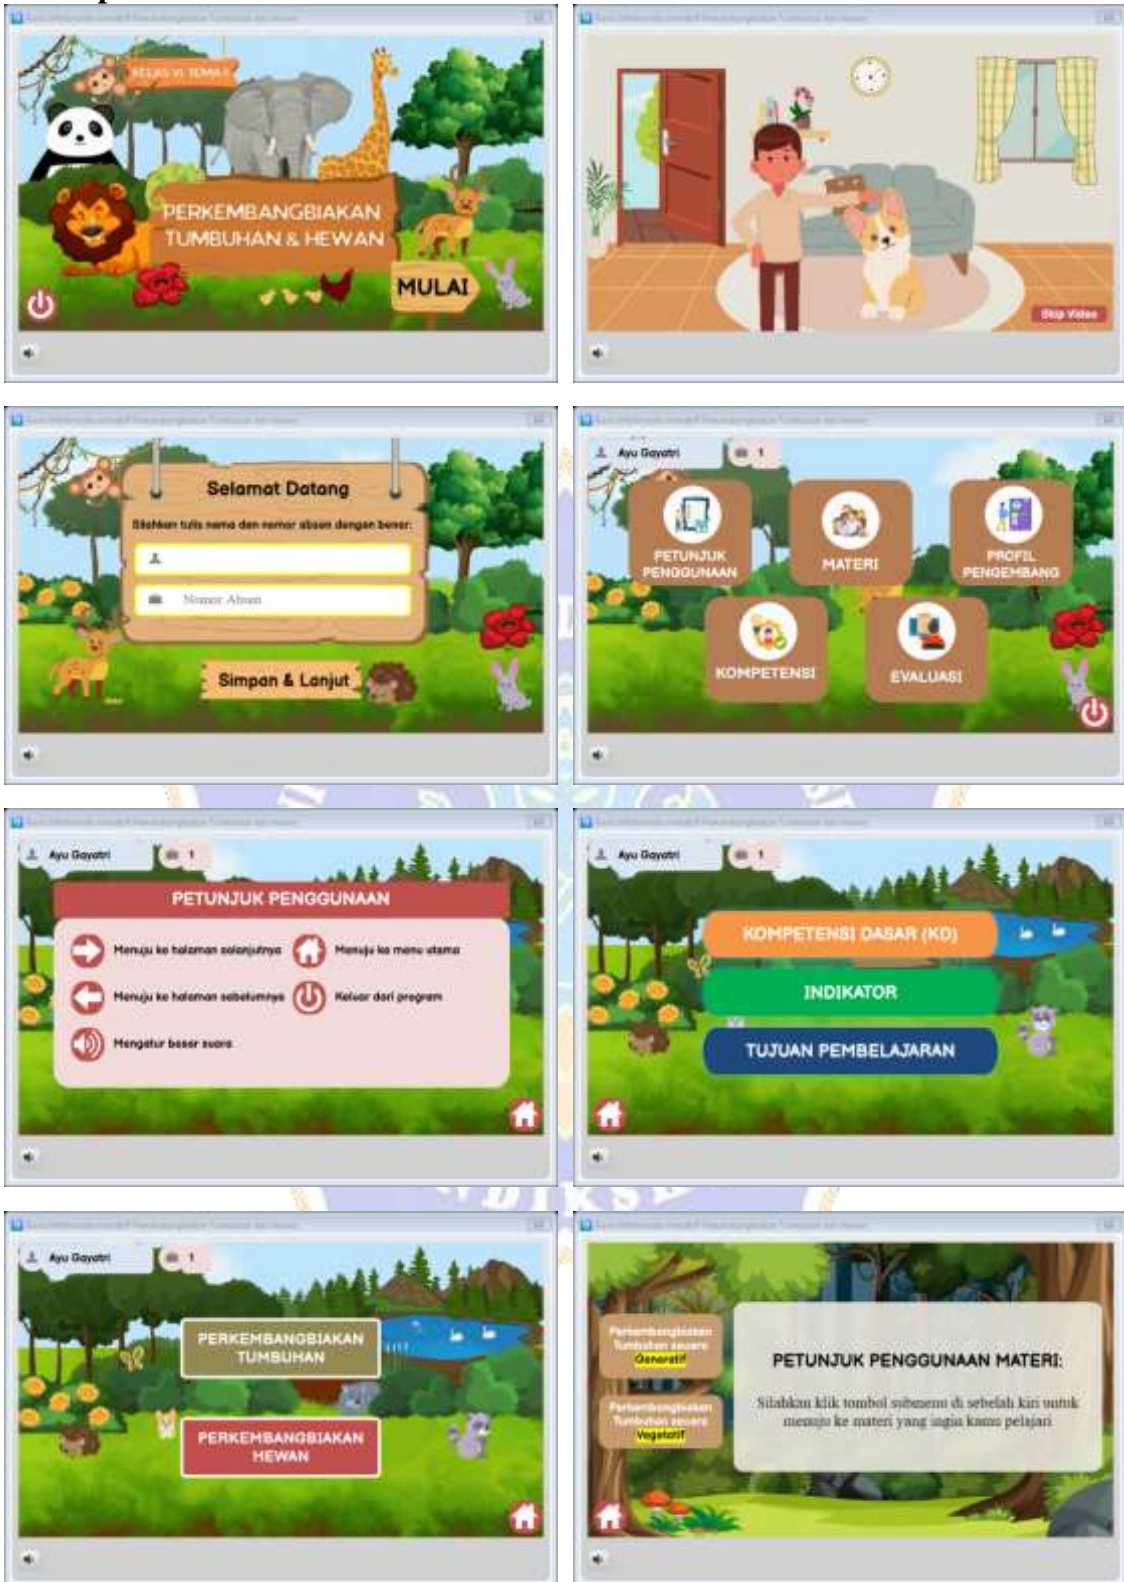 KELAS VI TEMA 1
PERKEMBANGBIAKAN
TUMBUHAN & HEWAN
MULAI
Skip Video
Selamat Datang
Silahkan tulis nama dan nomor absen dengan benar:
Nomor Absen
Simpan & Lanjut
Ayu Gayatri
1
PETUNJUK
PENGGUNAAN
MATERI
PROFIL
PENGEMBANG
KOMPETENSI
EVALUASI
Ayu Gayatri
1
PETUNJUK PENGGUNAAN
Menuju ke halaman selanjutnya
Menuju ke menu utama
Menuju ke halaman sebelumnya
Keluar dari program
Mengatur besar suara
Ayu Gayatri
1
KOMPETENSI DASAR (KD)
INDIKATOR
TUJUAN PEMBELAJARAN
Ayu Gayatri
1
PERKEMBANGBIAKAN
TUMBUHAN
PERKEMBANGBIAKAN
HEWAN
Perkembangbiakan
Tumbuhan secara
Generatif
Perkembangbiakan
Tumbuhan secara
Vegetatif
PETUNJUK PENGGUNAAN MATERI:
Silahkan klik tombol submenu di sebelah kiri untuk
menuju ke materi yang ingin kamu pelajari